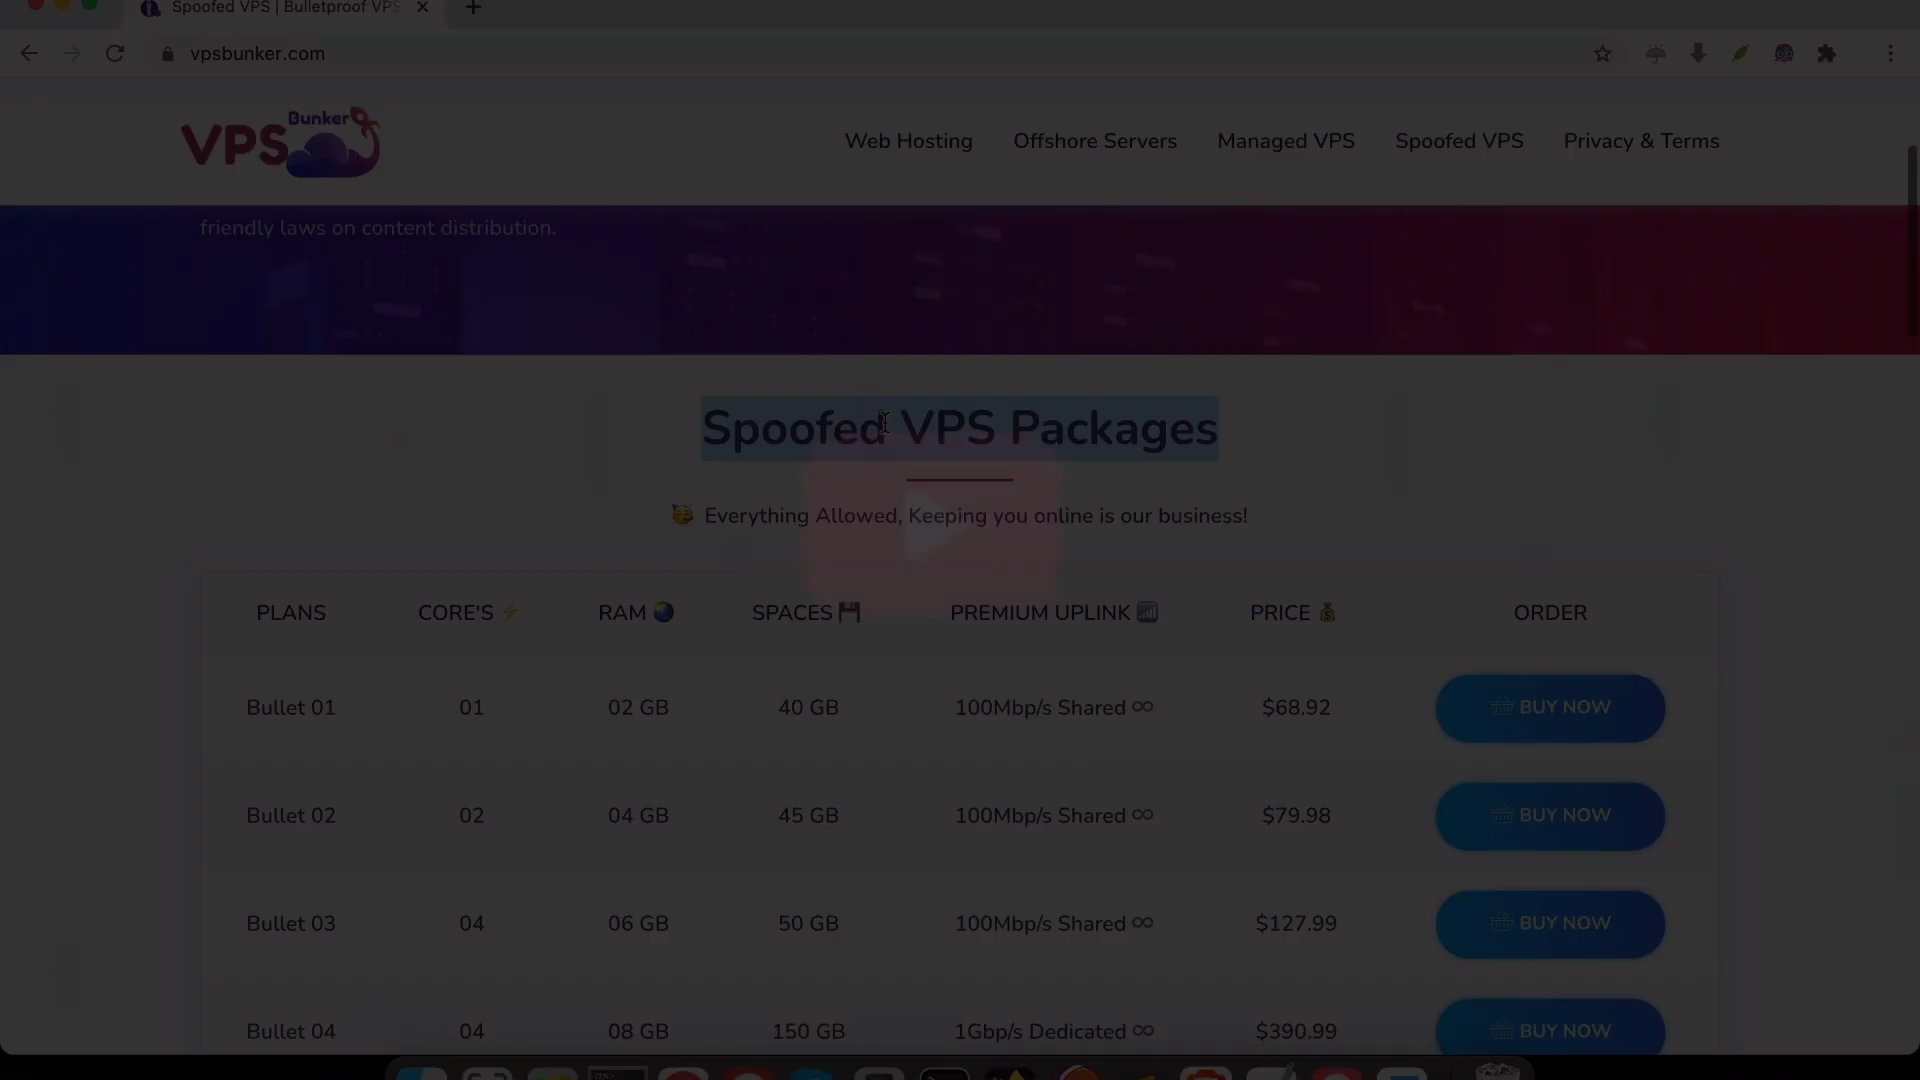 Spoofed VPS | Bulletproof VPS
vpsbunker.com
VPS Bunker
Web Hosting Offshore Servers Managed VPS Spoofed VPS Privacy & Terms
friendly laws on content distribution.
Spoofed VPS Packages
🥳 Everything Allowed, Keeping you online is our business!
PLANS CORE'S ⚡ RAM 🌏 SPACES 💾 PREMIUM UPLINK 📶 PRICE 💰 ORDER
Bullet 01 01 02 GB 40 GB 100Mbp/s Shared ∞ $68.92 BUY NOW
Bullet 02 02 04 GB 45 GB 100Mbp/s Shared ∞ $79.98 BUY NOW
Bullet 03 04 06 GB 50 GB 100Mbp/s Shared ∞ $127.99 BUY NOW
Bullet 04 04 08 GB 150 GB 1Gbp/s Dedicated ∞ $390.99 BUY NOW